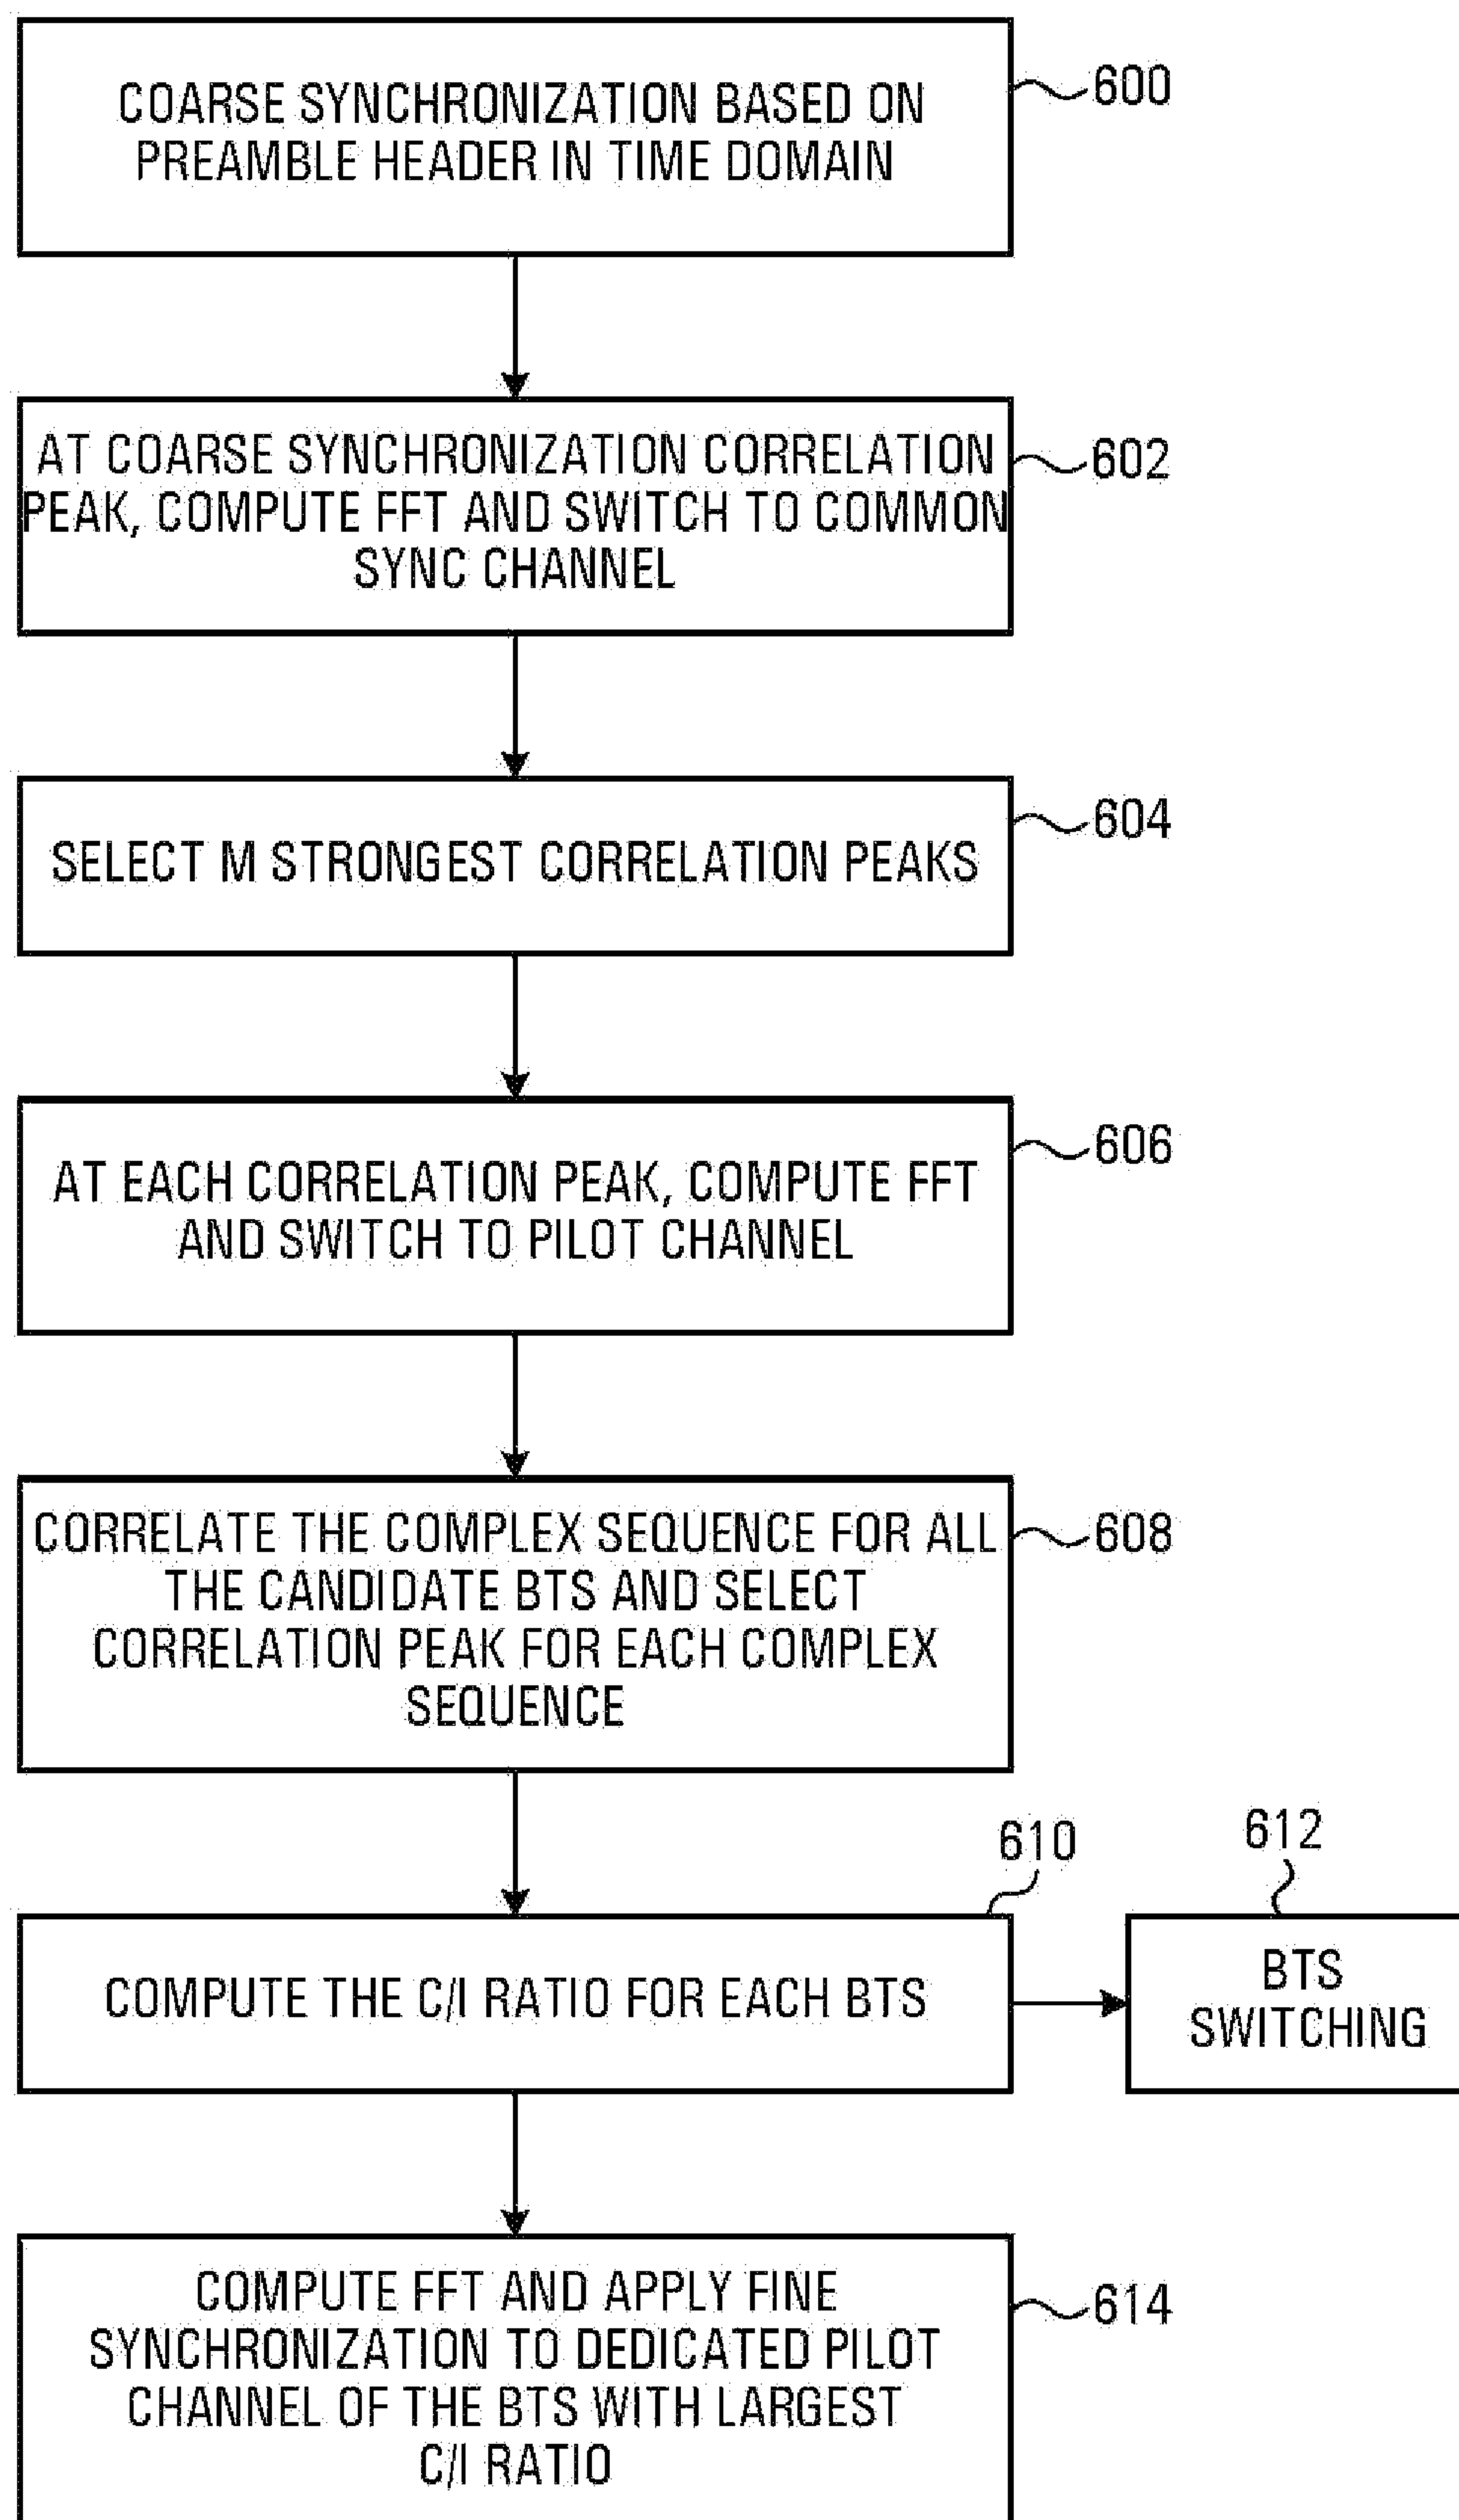 COARSE SYNCHRONIZATION BASED ON
PREAMBLE HEADER IN TIME DOMAIN
600
AT COARSE SYNCHRONIZATION CORRELATION
PEAK, COMPUTE FFT AND SWITCH TO COMMON
SYNC CHANNEL
602
SELECT M STRONGEST CORRELATION PEAKS
604
AT EACH CORRELATION PEAK, COMPUTE FFT
AND SWITCH TO PILOT CHANNEL
606
CORRELATE THE COMPLEX SEQUENCE FOR ALL
THE CANDIDATE BTS AND SELECT
CORRELATION PEAK FOR EACH COMPLEX
SEQUENCE
608
COMPUTE THE C/I RATIO FOR EACH BTS
610
BTS
SWITCHING
612
COMPUTE FFT AND APPLY FINE
SYNCHRONIZATION TO DEDICATED PILOT
CHANNEL OF THE BTS WITH LARGEST
C/I RATIO
614